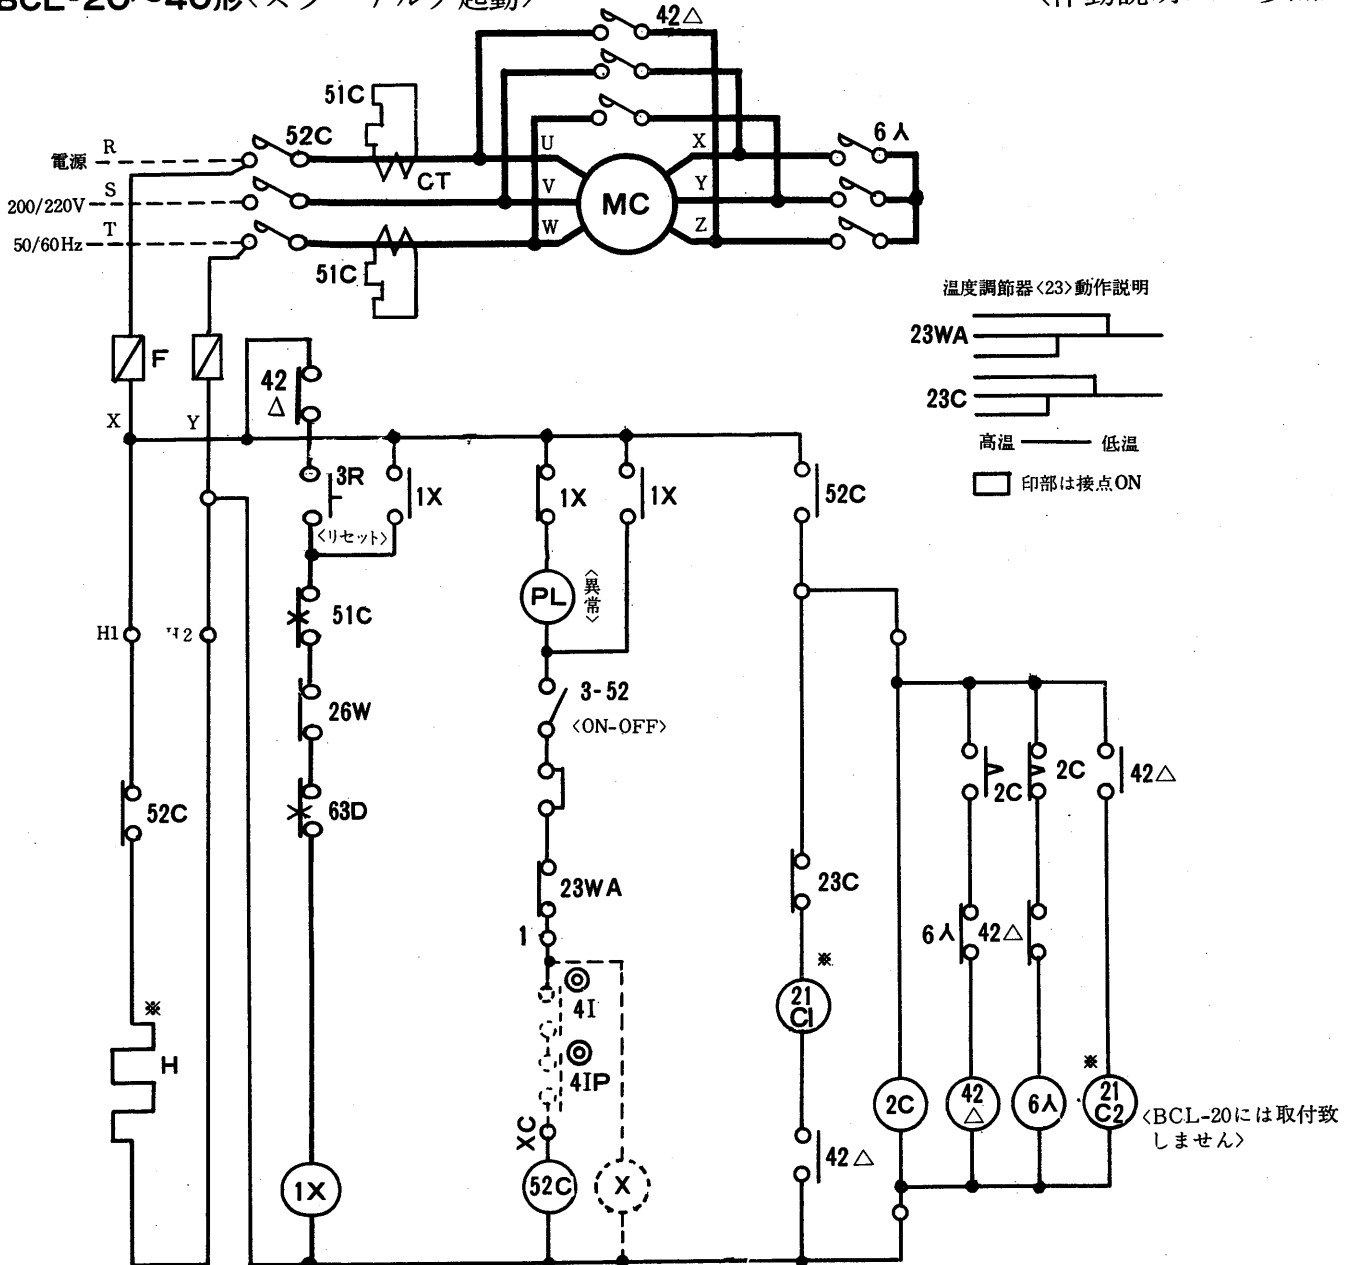 BCL-20~40形〈スターデルタ起動〉
42△
51C
52C
6人
電源 R
U
X
CT
S
V
MC
Y
200/220V
T
W
Z
50/60Hz
51C
温度調節器〈23〉動作説明
23WA
F
42
△
23C
X
Y
高温 低温
3R
1X
1X
1X
52C
印部は接点ON
〈リセット〉
PL
〈異常〉
51C
H1
H2
3-52
26W
〈ON-OFF〉
2C
2C
42△
52C
63D
23WA
23C
1
6人
42△
※
※
4I
21
C1
H
※
4IP
2C
42
△
6人
21
C2
〈BCL-20には取付致
しません〉
XC
42△
1X
52C
X